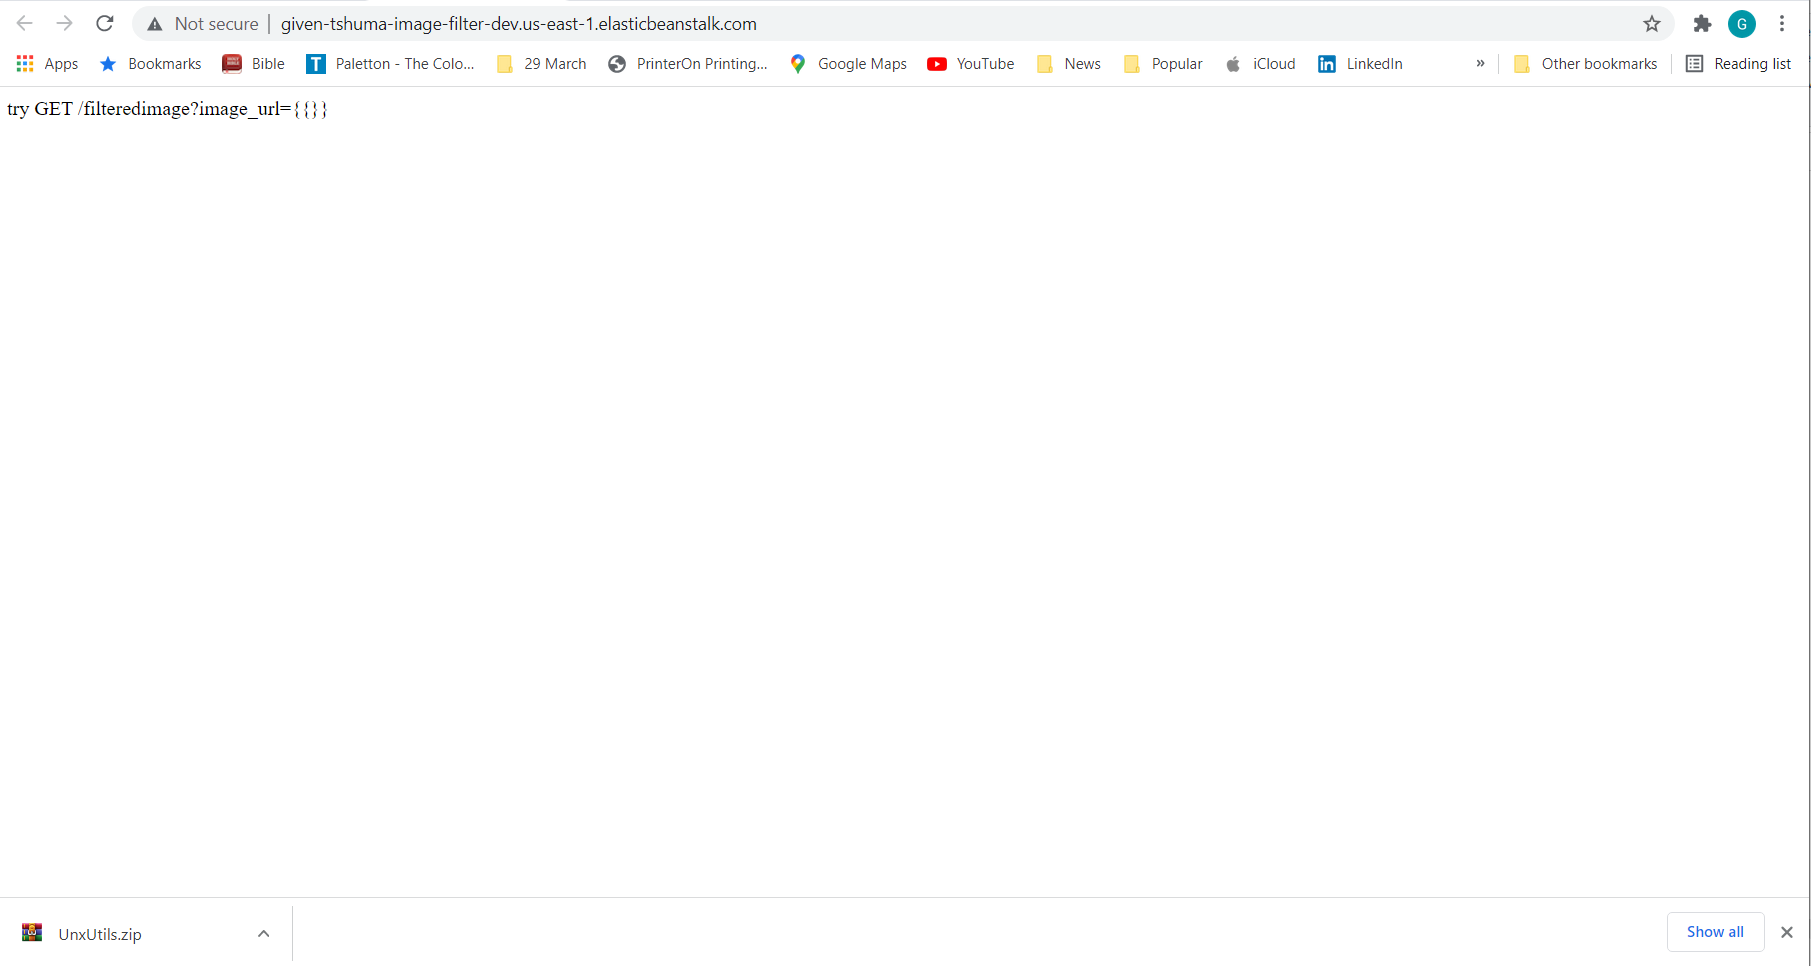 Not secure | given-tshuma-image-filter-dev.us-east-1.elasticbeanstalk.com G
Apps Bookmarks Bible T Paletton - The Colo... 29 March PrinterOn Printing... Google Maps YouTube News Popular iCloud in LinkedIn » Other bookmarks Reading list
try GET /filteredimage?image_url={{}}
UnxUtils.zip Show all